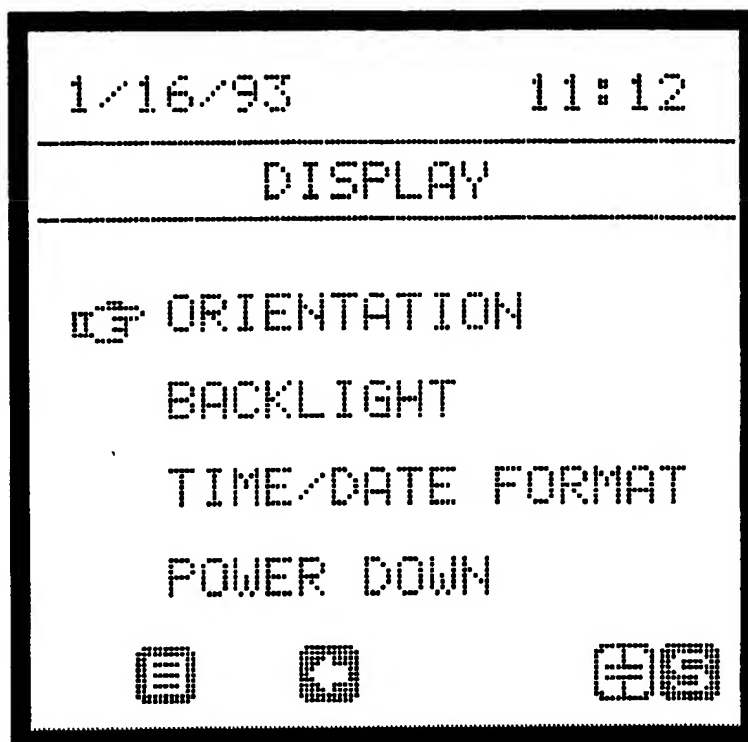 1/16/93 11:12
DISPLAY
ORIENTATION
BACKLIGHT
TIME/DATE FORMAT
POWER DOWN
S